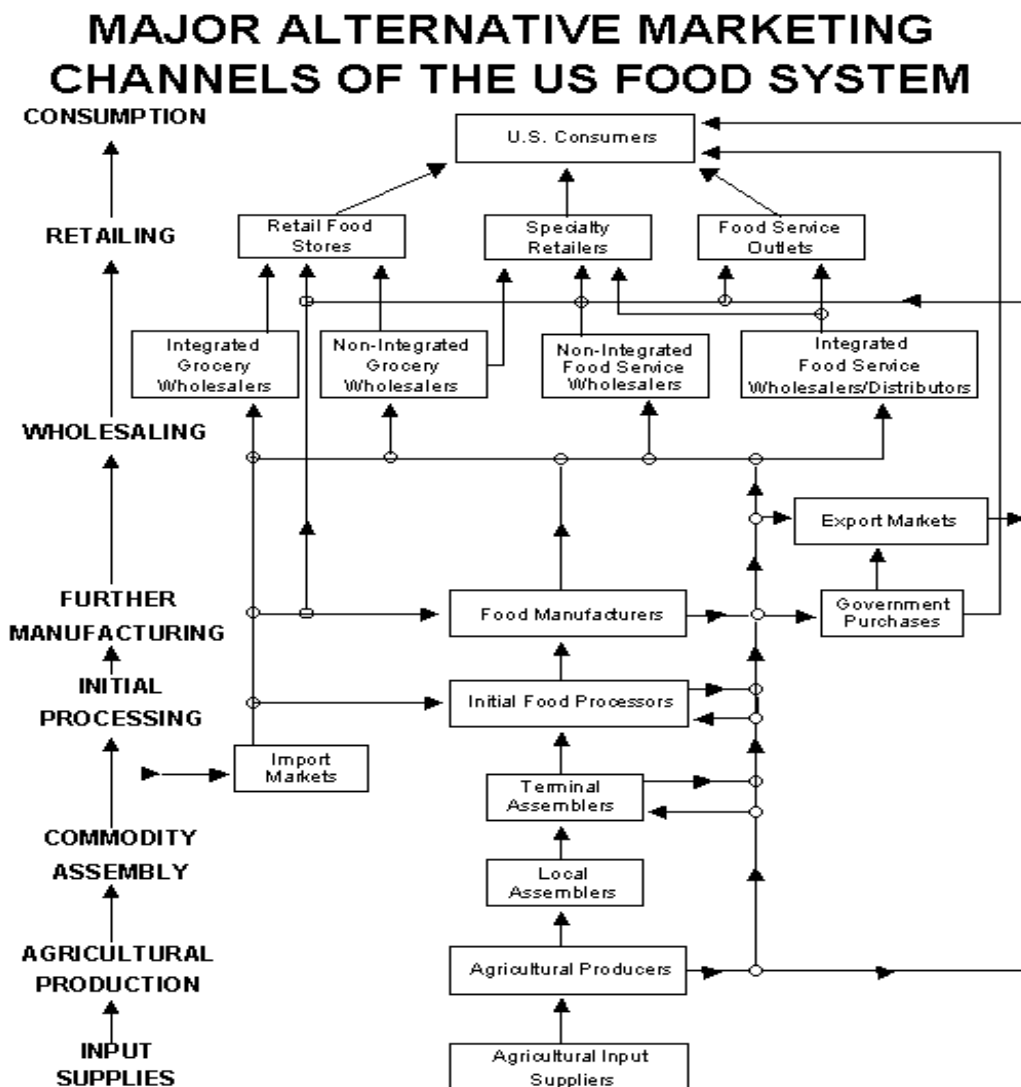 MAJOR ALTERNATIVE MARKETING
CHANNELS OF THE US FOOD SYSTEM
CONSUMPTION
U.S. Consumers
RETAILING
Retail Food
Stores
Specialty
Retailers
Food Service
Outlets
Integrated
Grocery
Wholesalers
Non-Integrated
Grocery
Wholesalers
Non-Integrated
Food Service
Wholesalers
Integrated
Food Service
Wholesalers/Distributors
WHOLESALING
Export Markets
FURTHER
MANUFACTURING
Food Manufacturers
Government
Purchases
INITIAL
PROCESSING
Initial Food Processors
Import
Markets
Terminal
Assemblers
COMMODITY
ASSEMBLY
Local
Assemblers
AGRICULTURAL
PRODUCTION
Agricultural Producers
INPUT
SUPPLIES
Agricultural Input
Suppliers